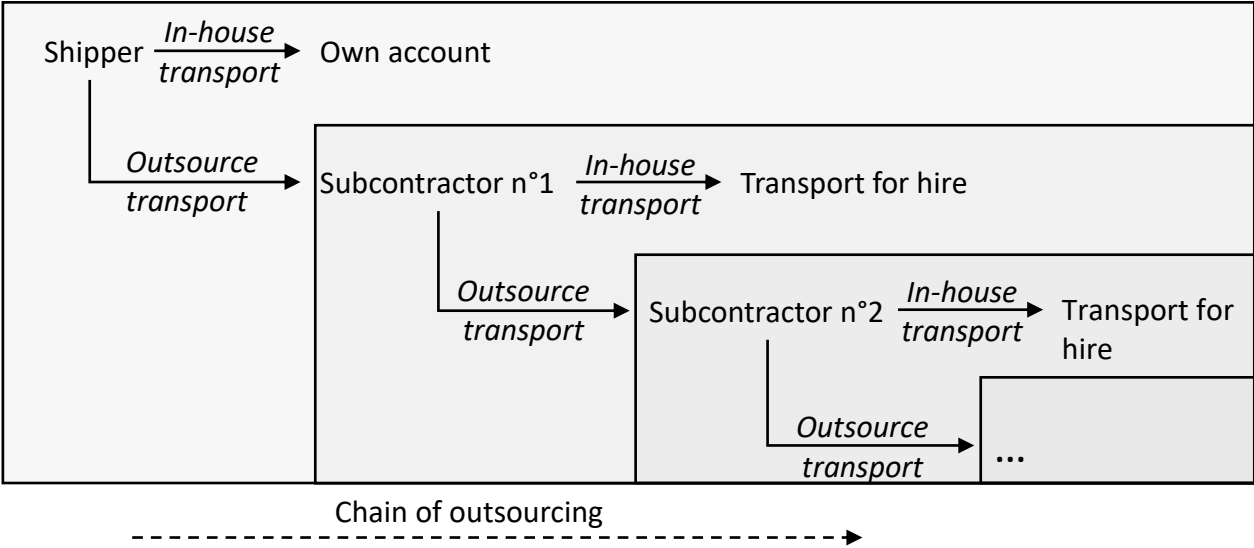 Shipper In-house Own account
transport
Outsource
transport
Subcontractor n°1 In-house Transport for hire
transport
Outsource
transport
Subcontractor n°2 In-house Transport for
transport hire
Outsource
transport
...
Chain of outsourcing